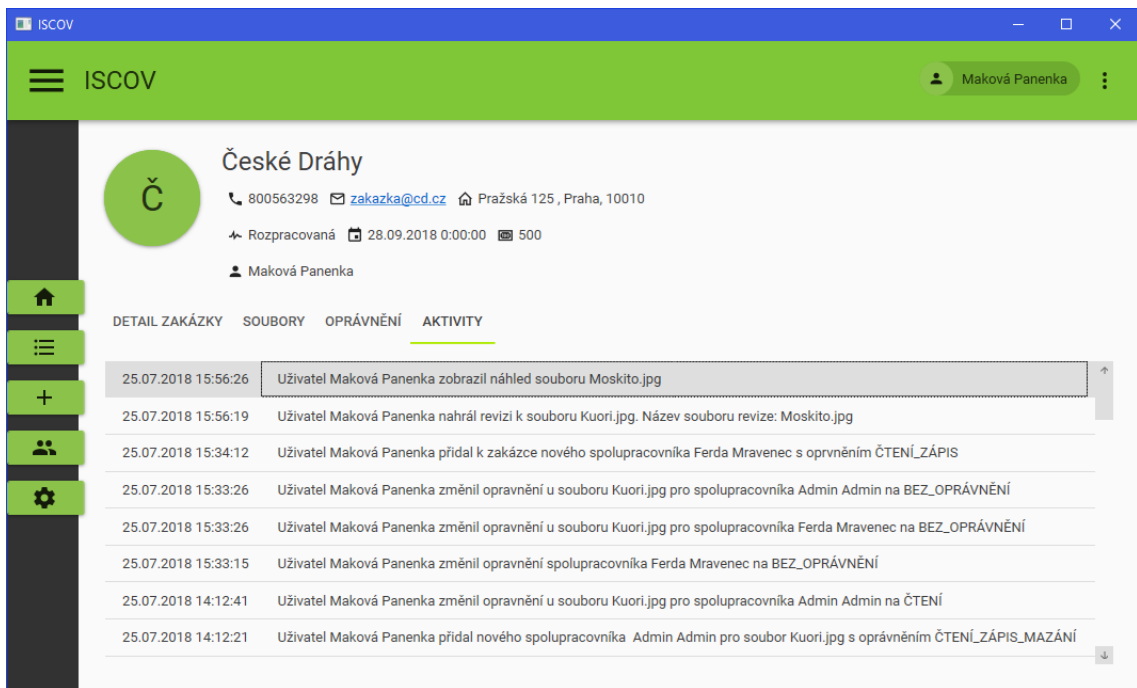 ISCOV
ISCOV
Maková Panenka
Č
České Dráhy
800563298 zakazka@cd.cz Pražská 125 , Praha, 10010
Rozpracovaná 28.09.2018 0:00:00 500
Maková Panenka
DETAIL ZAKÁZKY SOUBORY OPRÁVNĚNÍ AKTIVITY
25.07.2018 15:56:26 Uživatel Maková Panenka zobrazil náhled souboru Moskito.jpg
25.07.2018 15:56:19 Uživatel Maková Panenka nahrál revizi k souboru Kuori.jpg. Název souboru revize: Moskito.jpg
25.07.2018 15:34:12 Uživatel Maková Panenka přidal k zakázce nového spolupracovníka Ferda Mravenec s oprvněním ČTENÍ_ZÁPIS
25.07.2018 15:33:26 Uživatel Maková Panenka změnil opravnění u souboru Kuori.jpg pro spolupracovníka Admin Admin na BEZ_OPRÁVNĚNÍ
25.07.2018 15:33:26 Uživatel Maková Panenka změnil opravnění u souboru Kuori.jpg pro spolupracovníka Ferda Mravenec na BEZ_OPRÁVNĚNÍ
25.07.2018 15:33:15 Uživatel Maková Panenka změnil opravnění spolupracovníka Ferda Mravenec na BEZ_OPRÁVNĚNÍ
25.07.2018 14:12:41 Uživatel Maková Panenka změnil opravnění u souboru Kuori.jpg pro spolupracovníka Admin Admin na ČTENÍ
25.07.2018 14:12:21 Uživatel Maková Panenka přidal nového spolupracovníka Admin Admin pro soubor Kuori.jpg s oprávněním ČTENÍ_ZÁPIS_MAZÁNÍ